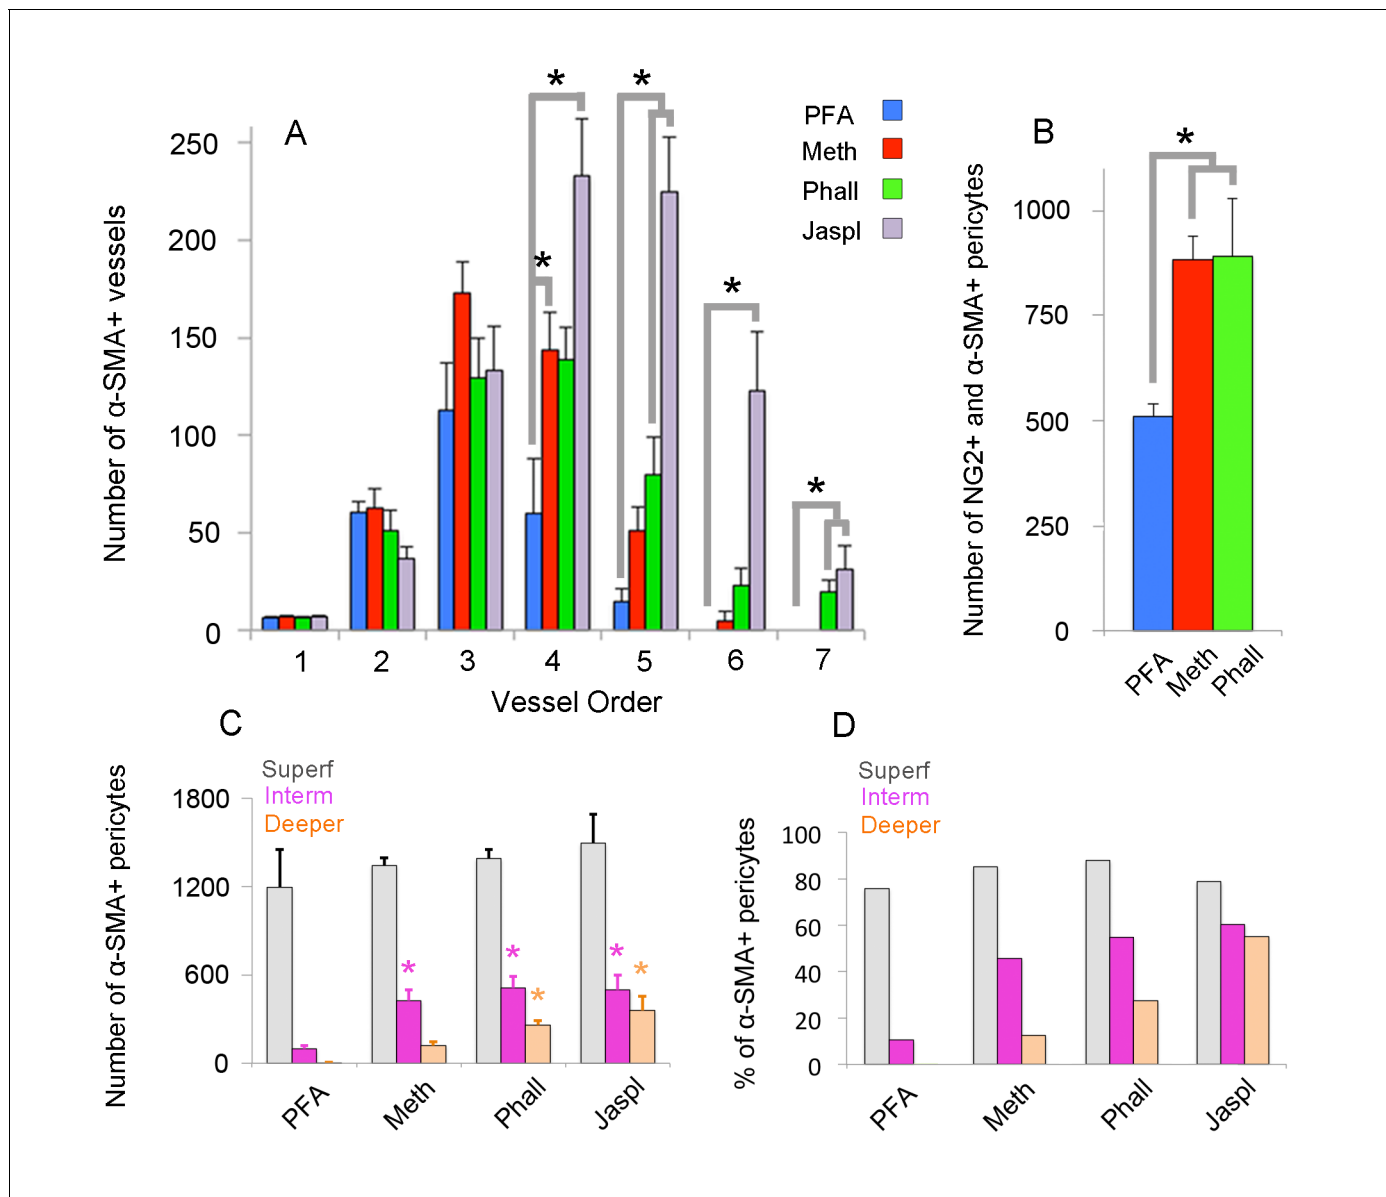 A
PFA
Meth
Phall
Jaspl
*
*
*
*
*
Number of α-SMA+ vessels
250
200
150
100
50
0
1 2 3 4 5 6 7
Vessel Order
B
*
Number of NG2+ and α-SMA+ pericytes
1000
750
500
250
0
PFA Meth Phall
C
Superf
Interm
Deeper
Number of α-SMA+ pericytes
1800
1200
600
0
* * * * *
PFA Meth Phall Jaspl
D
Superf
Interm
Deeper
% of α-SMA+ pericytes
100
80
60
40
20
0
PFA Meth Phall Jaspl